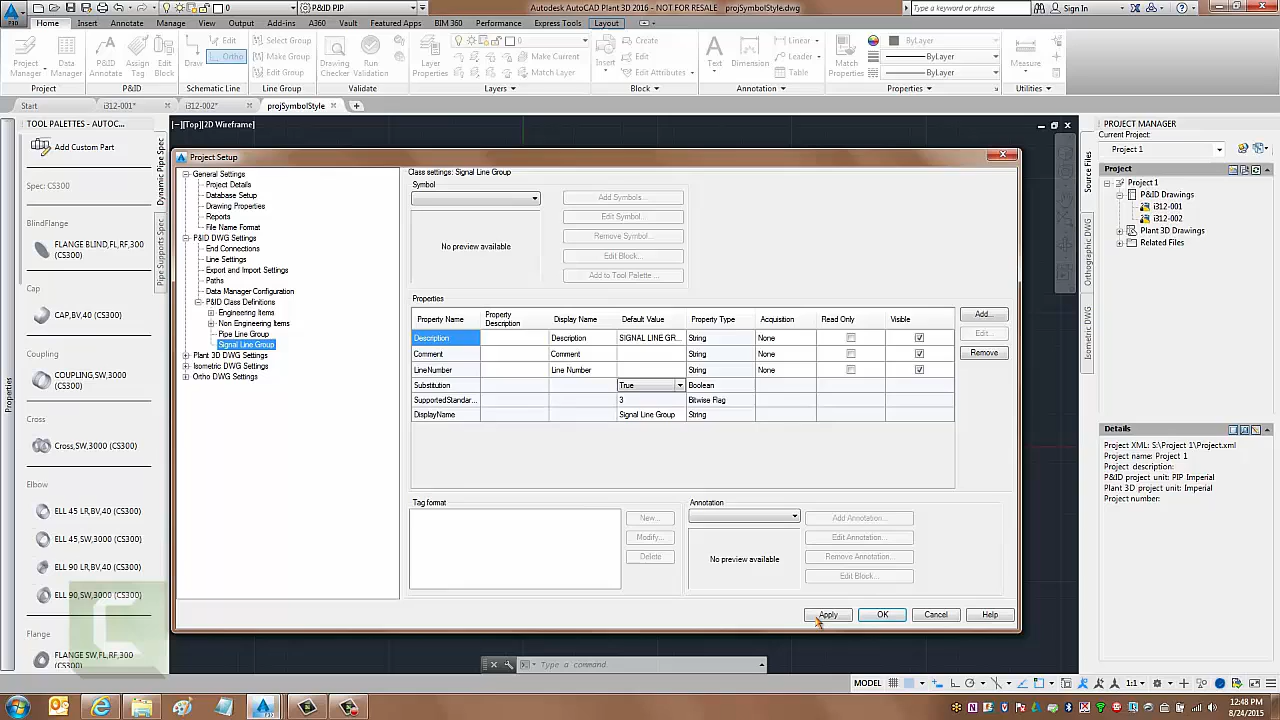 Autodesk AutoCAD Plant 3D 2016 - NOT FOR RESALE projSymbolStyle.dwg
0
P&ID PIP
Type a keyword or phrase
Sign In
Home Insert Annotate Manage View Output Add-ins A360 Vault Featured Apps BIM 360 Performance Express Tools Layout
Project Manager
Data Manager
P&ID Annotate
Assign Tag
Edit Tag
Draw
Edit
Ortho
Select Group
Make Group
Edit Group
Drawing Checker
Run Validation
Layer Properties
0
Make Current
Match Layer
Insert
Create
Edit
Edit Attributes
Text
Dimension
Linear
Leader
Table
Match Properties
ByLayer
ByLayer
ByLayer
Measure
Project P&ID Schematic Line Line Group Validate Layers Block Annotation Properties Utilities
Start i312-001* i312-002* projSymbolStyle
TOOL PALETTES - AUTOC...
Add Custom Part
Spec: CS300
BlindFlange
FLANGE BLIND,FL,RF,300 (CS300)
Cap
CAP,BV,40 (CS300)
Coupling
COUPLING,SW,3000 (CS300)
Cross
Cross,SW,3000 (CS300)
Elbow
ELL 45 LR,BV,40 (CS300)
ELL 45,SW,3000 (CS300)
ELL 90 LR,BV,40 (CS300)
ELL 90,SW,3000 (CS300)
Flange
FLANGE SW,FL,RF,300 (CS300)
Dynamic Pipe Spec
Pipe Supports Spec
Properties
[−][Top][2D Wireframe]
Project Setup
General Settings
Project Details
Database Setup
Drawing Properties
Reports
File Name Format
P&ID DWG Settings
End Connections
Line Settings
Export and Import Settings
Paths
Data Manager Configuration
P&ID Class Definitions
Engineering Items
Non Engineering Items
Pipe Line Group
Signal Line Group
Plant 3D DWG Settings
Isometric DWG Settings
Ortho DWG Settings
Class settings: Signal Line Group
Symbol
No preview available
Add Symbols...
Edit Symbol...
Remove Symbol...
Edit Block...
Add to Tool Palette ...
Properties
Property Name Property Description Display Name Default Value Property Type Acquisition Read Only Visible
Description Description SIGNAL LINE GR... String None
Comment Comment String None
LineNumber Line Number String None
Substitution True Boolean
SupportedStandar... 3 Bitwise Flag
DisplayName Signal Line Group String
Add...
Edit...
Remove
Tag format
New...
Modify...
Delete
Annotation
No preview available
Add Annotation...
Edit Annotation...
Remove Annotation...
Edit Block...
Apply OK Cancel Help
PROJECT MANAGER
Current Project:
Project 1
Project
Project 1
P&ID Drawings
i312-001
i312-002
Plant 3D Drawings
Related Files
Source Files
Orthographic DWG
Isometric DWG
Details
Project XML: S:\Project 1\Project.xml
Project name: Project 1
Project description:
P&ID project unit: PIP Imperial
Plant 3D project unit: Imperial
Project number:
Type a command.
MODEL
1:1
12:48 PM
8/24/2015